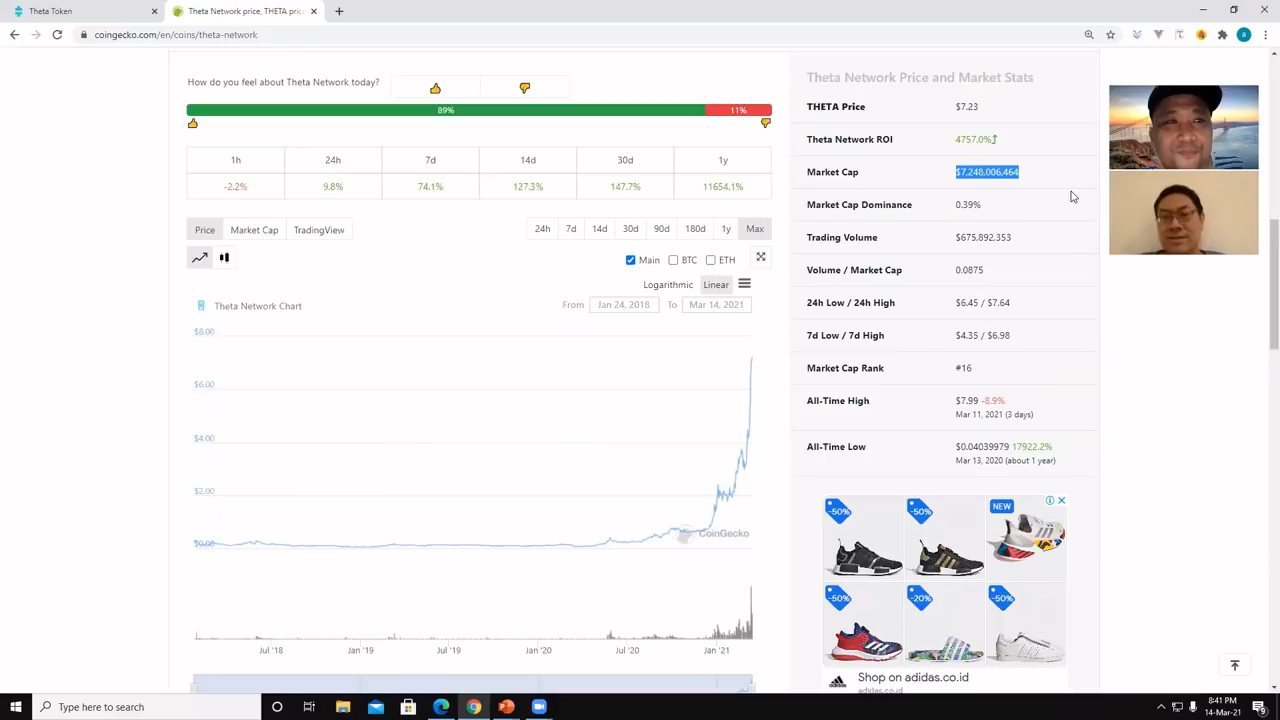 Theta Token
Theta Network price, THETA price
coingecko.com/en/coins/theta-network
a
How do you feel about Theta Network today?
89% 11%
1h 24h 7d 14d 30d 1y
-2.2% 9.8% 74.1% 127.3% 147.7% 11654.1%
Price Market Cap TradingView
24h 7d 14d 30d 90d 180d 1y Max
Main BTC ETH
Logarithmic Linear
Theta Network Chart
From Jan 24, 2018 To Mar 14, 2021
$8.00
$6.00
$4.00
$2.00
$0.00
CoinGecko
Jul '18 Jan '19 Jul '19 Jan '20 Jul '20 Jan '21
Theta Network Price and Market Stats
THETA Price $7.23
Theta Network ROI 4757.0%
Market Cap $7,248,006,464
Market Cap Dominance 0.39%
Trading Volume $675,892,353
Volume / Market Cap 0.0875
24h Low / 24h High $6.45 / $7.64
7d Low / 7d High $4.35 / $6.98
Market Cap Rank #16
All-Time High $7.99 -8.9%
Mar 11, 2021 (3 days)
All-Time Low $0.04039979 17922.2%
Mar 13, 2020 (about 1 year)
-50% -50% NEW
-50% -20% -50%
Shop on adidas.co.id
adidas.co.id
Type here to search
8:41 PM
14-Mar-21